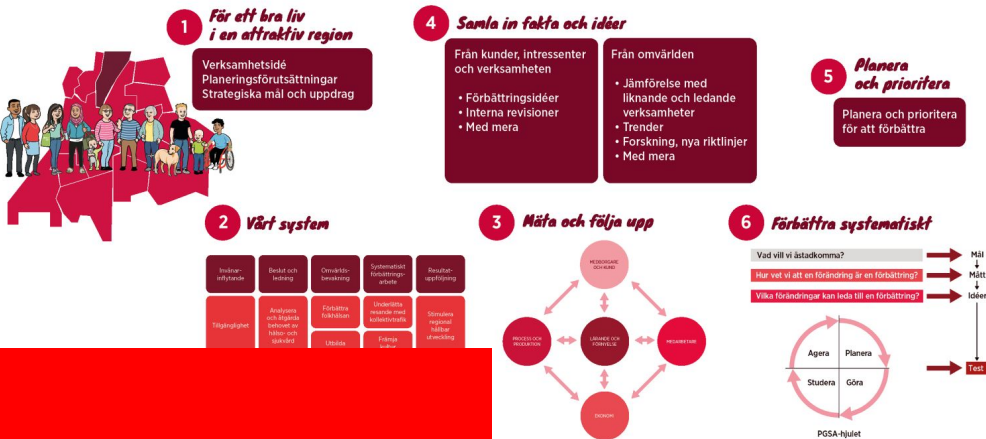 1
För ett bra liv
i en attraktiv region
Verksamhetsidé
Planeringsförutsättningar
Strategiska mål och uppdrag
4
Samla in fakta och idéer
Från kunder, intressenter
och verksamheten
• Förbättringsidéer
• Interna revisioner
• Med mera
Från omvärlden
• Jämförelse med
liknande och ledande
verksamheter
• Trender
• Forskning, nya riktlinjer
• Med mera
5
Planera
och prioritera
Planera och prioritera
för att förbättra
2
Vårt system
Invånar-
inflytande
Beslut och
ledning
Omvärlds-
bevakning
Systematiskt
förbättrings-
arbete
Resultat-
uppföljning
Tillgänglighet
Analysera
och åtgärda
behovet av
hälso- och
sjukvård
Förbättra
folkhälsan
Utbilda
Underlätta
resande med
kollektivtrafik
Främja
kultur
Stimulera
regional
hållbar
utveckling
3
Mäta och följa upp
MEDBORGARE
OCH KUND
PROCESS OCH
PRODUKTION
LÄRANDE OCH
FÖRNYELSE
MEDARBETARE
EKONOMI
6
Förbättra systematiskt
Vad vill vi åstadkomma?
Mål
Hur vet vi att en förändring är en förbättring?
Mått
Vilka förändringar kan leda till en förbättring?
Idéer
Agera
Planera
Studera
Göra
Test
PGSA-hjulet